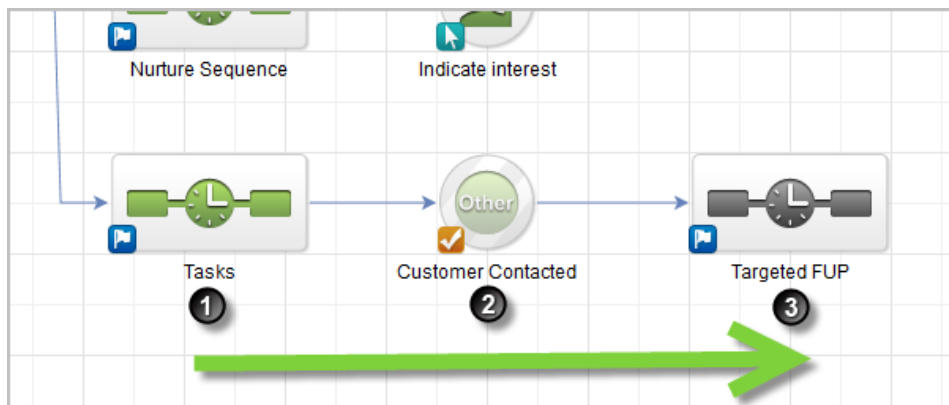 Nurture Sequence
Indicate interest
Other
Tasks
Customer Contacted
Targeted FUP
1
2
3